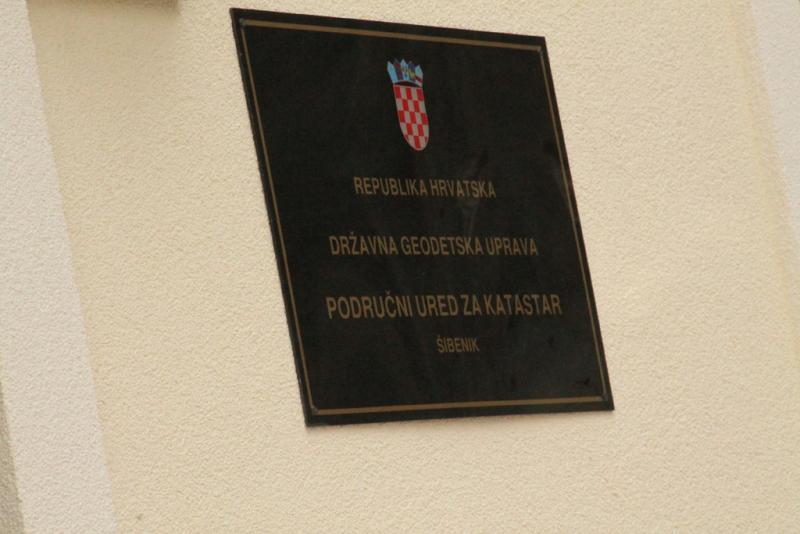 REPUBLIKA HRVATSKA
DRŽAVNA GEODETSKA UPRAVA
PODRUČNI URED ZA KATASTAR
ŠIBENIK